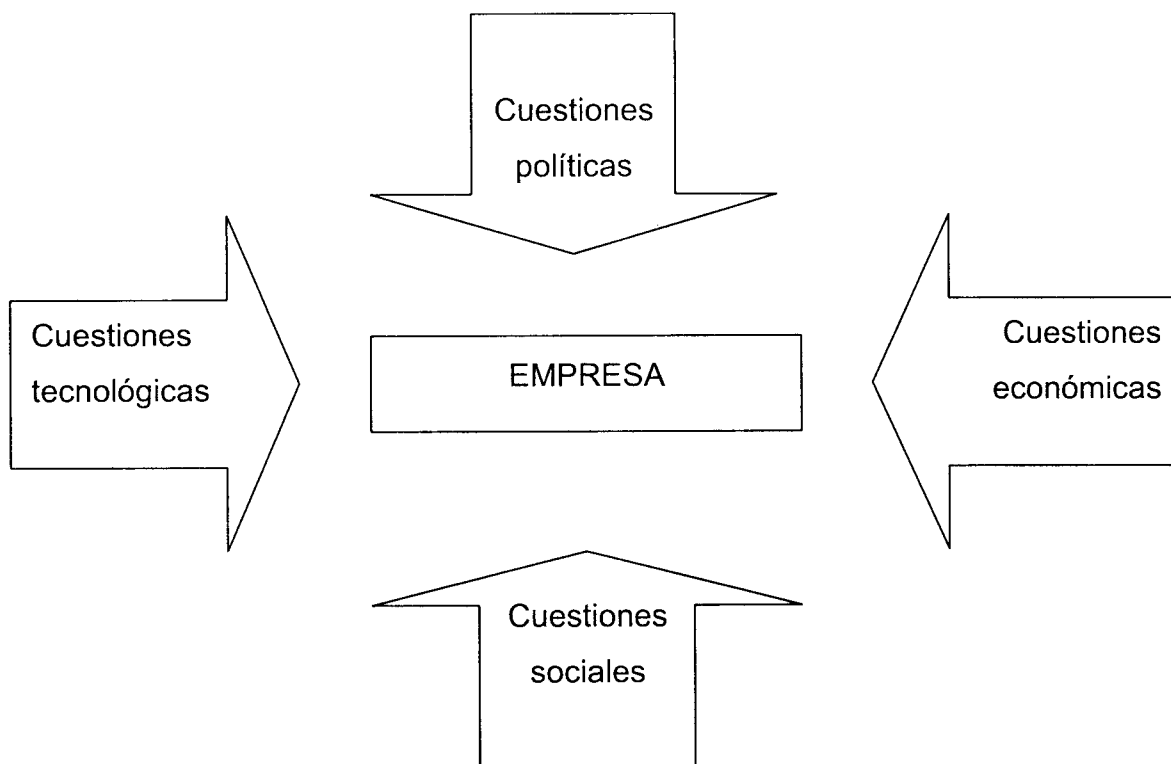 Cuestiones
políticas
Cuestiones
tecnológicas
EMPRESA
Cuestiones
económicas
Cuestiones
sociales